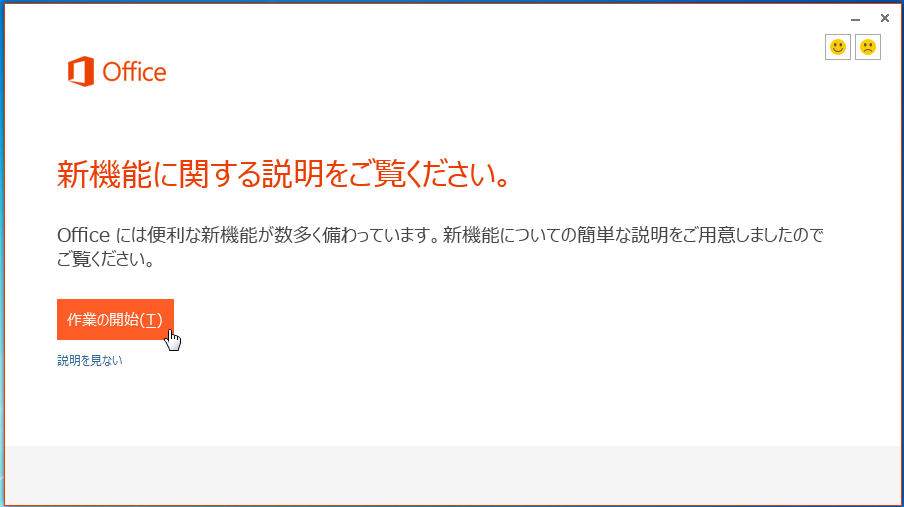 Office
新機能に関する説明をご覧ください。
Office には便利な新機能が数多く備わっています。新機能についての簡単な説明をご用意しましたので
ご覧ください。
作業の開始(T)
説明を見ない